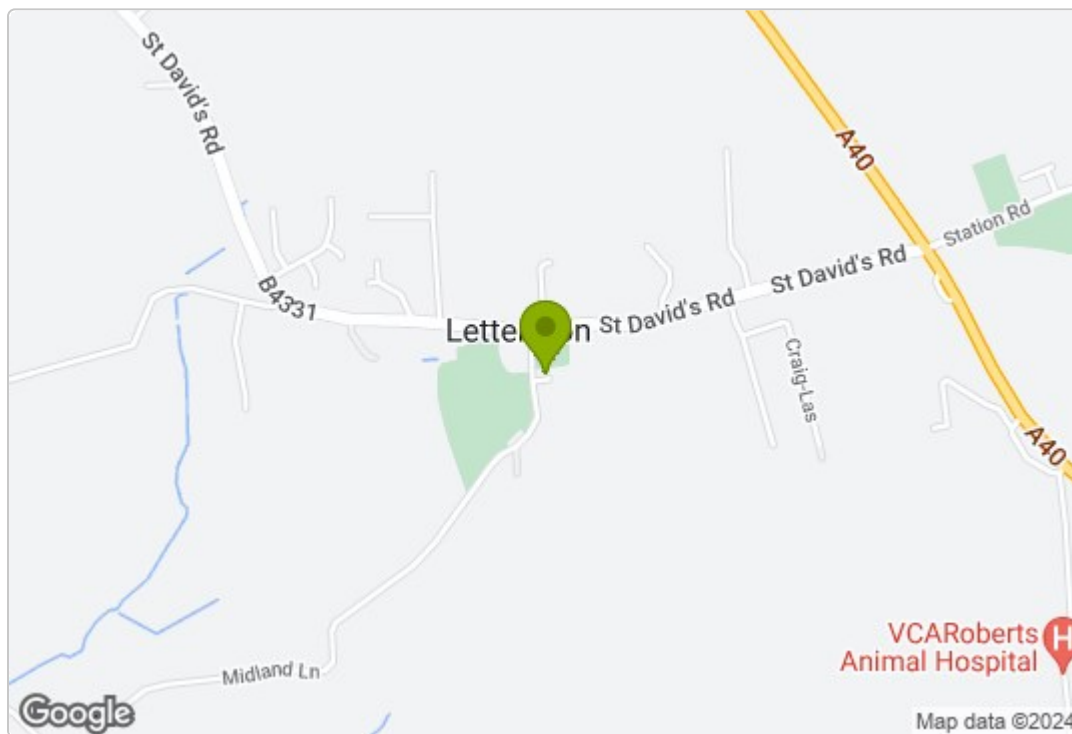 St David's Rd
A40
Station Rd
St David's Rd
B4331
St David's Rd
Craig-Las
A40
VCARoberts
Animal Hospital
H
Midland Ln
Google
Map data ©2024